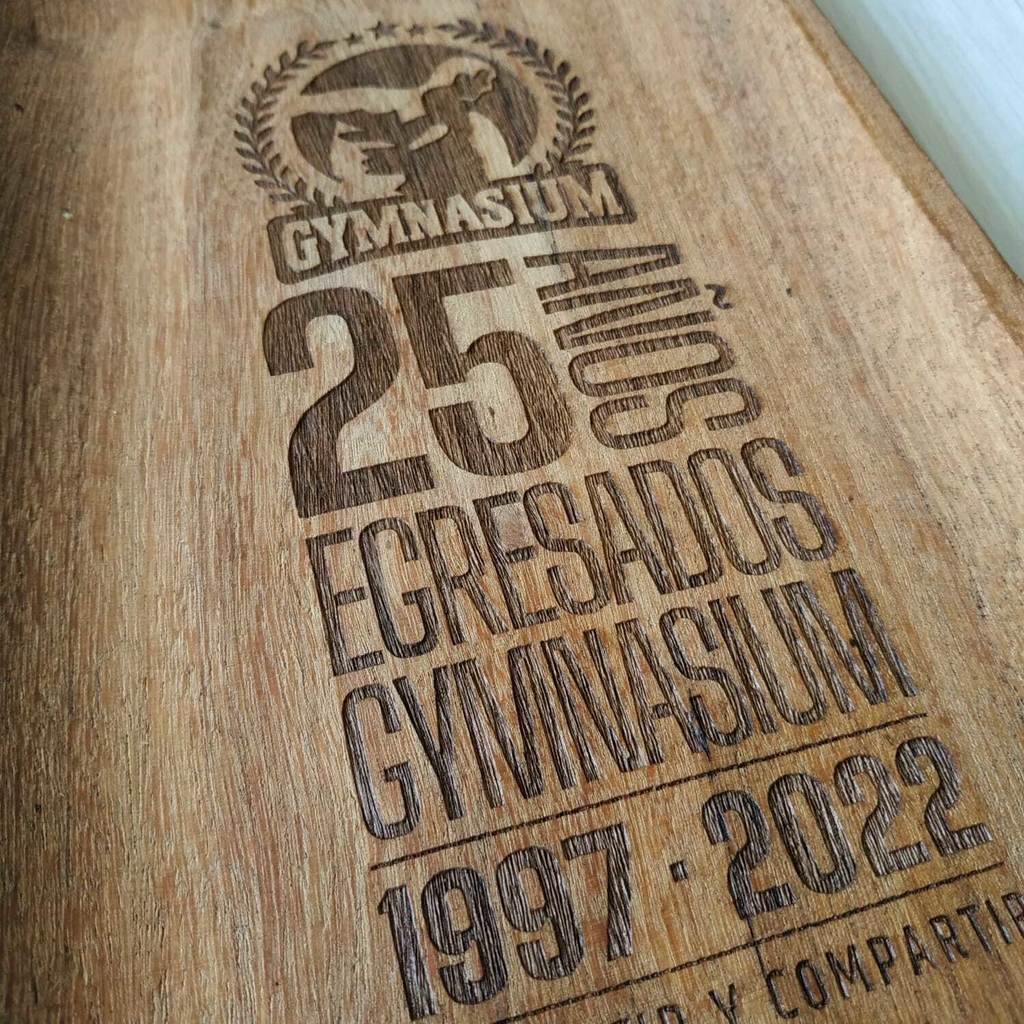 GYMNASIUM
25 AÑOS
EGRESADOS
GYMNASIUM
1997 · 2022
Y COMPARTIR